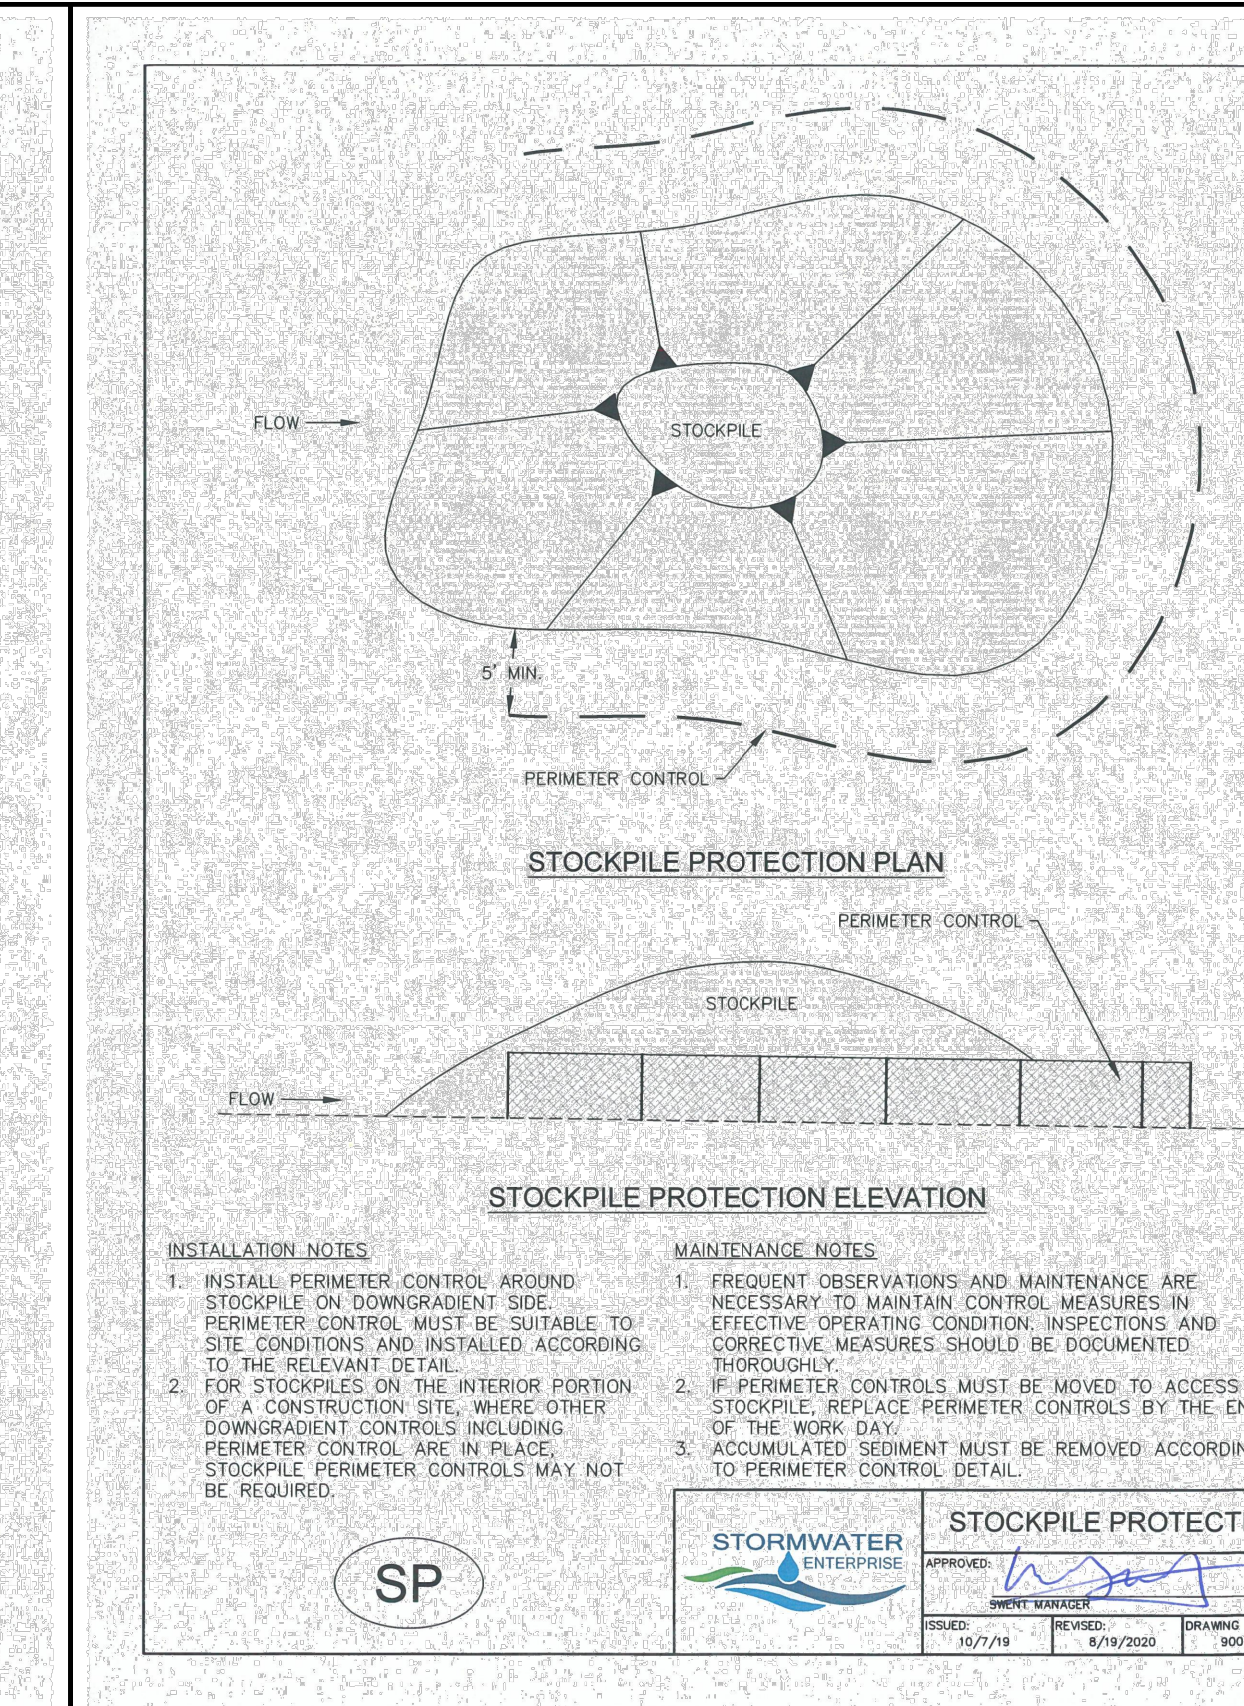 FLOW
STOCKPILE
5' MIN.
PERIMETER CONTROL
STOCKPILE PROTECTION PLAN
PERIMETER CONTROL
STOCKPILE
FLOW
STOCKPILE PROTECTION ELEVATION
INSTALLATION NOTES
1. INSTALL PERIMETER CONTROL AROUND
STOCKPILE ON DOWNGRADIENT SIDE.
PERIMETER CONTROL MUST BE SUITABLE TO
SITE CONDITIONS AND INSTALLED ACCORDING
TO THE RELEVANT DETAIL.
2. FOR STOCKPILES ON THE INTERIOR PORTION
OF A CONSTRUCTION SITE, WHERE OTHER
DOWNGRADIENT CONTROLS INCLUDING
PERIMETER CONTROL ARE IN PLACE,
STOCKPILE PERIMETER CONTROLS MAY NOT
BE REQUIRED.
MAINTENANCE NOTES
1. FREQUENT OBSERVATIONS AND MAINTENANCE ARE
NECESSARY TO MAINTAIN CONTROL MEASURES IN
EFFECTIVE OPERATING CONDITION. INSPECTIONS AND
CORRECTIVE MEASURES SHOULD BE DOCUMENTED
THOROUGHLY.
2. IF PERIMETER CONTROLS MUST BE MOVED TO ACCESS
STOCKPILE, REPLACE PERIMETER CONTROLS BY THE EN
OF THE WORK DAY.
3. ACCUMULATED SEDIMENT MUST BE REMOVED ACCORDIN
TO PERIMETER CONTROL DETAIL.
SP
STORMWATER
ENTERPRISE
STOCKPILE PROTECTI
APPROVED:
SWENT MANAGER
ISSUED:
10/7/19
REVISED:
8/19/2020
DRAWING
900